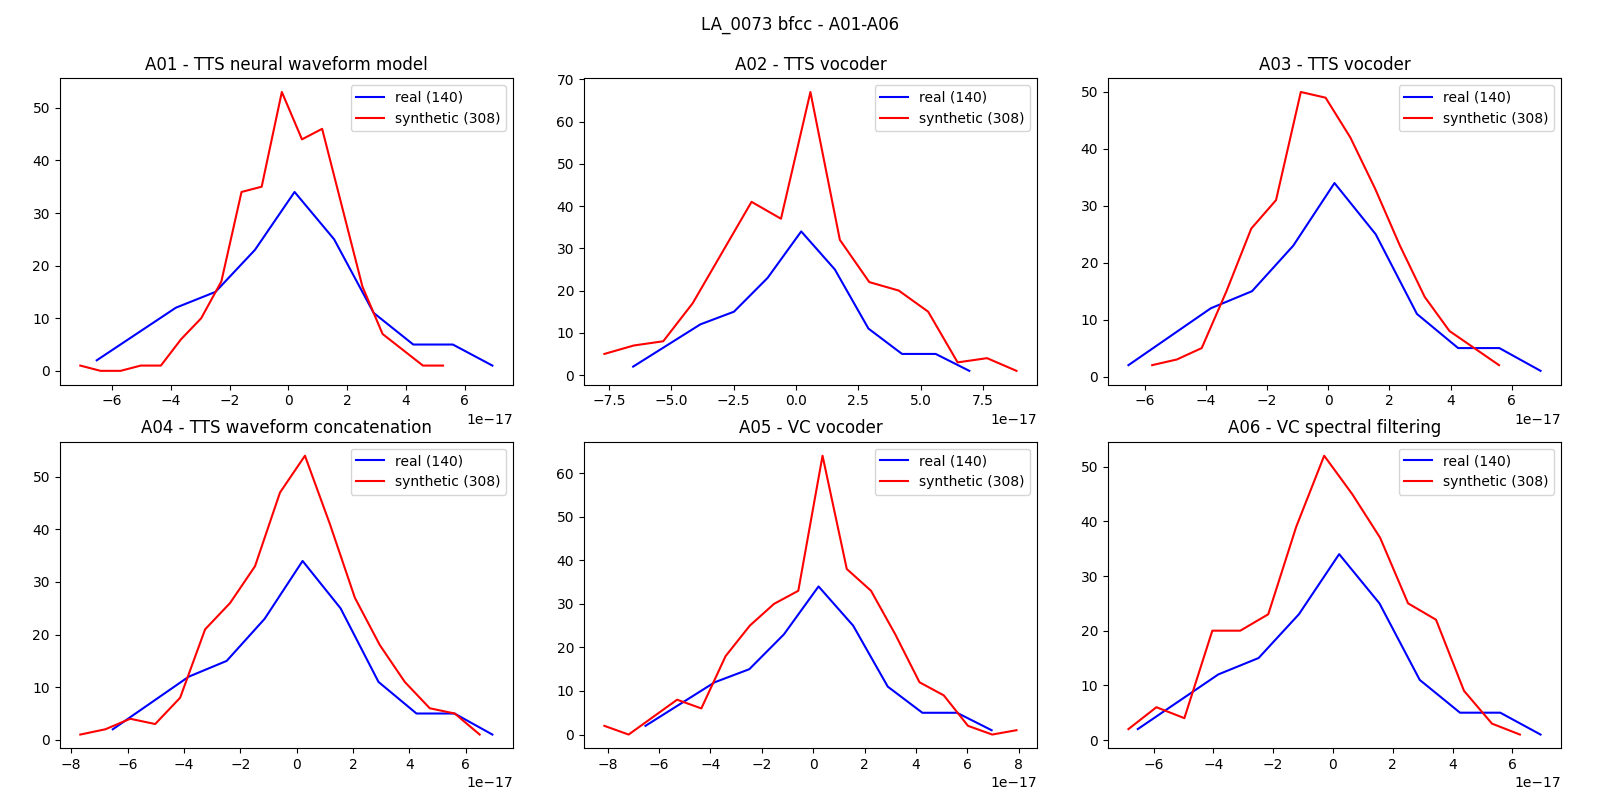 LA_0073 bfcc - A01-A06
A01 - TTS neural waveform model
real (140)
synthetic (308)
50
40
30
20
10
0
−6 −4 −2 0 2 4 6
1e−17
A02 - TTS vocoder
real (140)
synthetic (308)
70
60
50
40
30
20
10
0
−7.5 −5.0 −2.5 0.0 2.5 5.0 7.5
1e−17
A03 - TTS vocoder
real (140)
synthetic (308)
50
40
30
20
10
0
−6 −4 −2 0 2 4 6
1e−17
A04 - TTS waveform concatenation
real (140)
synthetic (308)
50
40
30
20
10
0
−8 −6 −4 −2 0 2 4 6
1e−17
A05 - VC vocoder
real (140)
synthetic (308)
60
50
40
30
20
10
0
−8 −6 −4 −2 0 2 4 6 8
1e−17
A06 - VC spectral filtering
real (140)
synthetic (308)
50
40
30
20
10
0
−6 −4 −2 0 2 4 6
1e−17